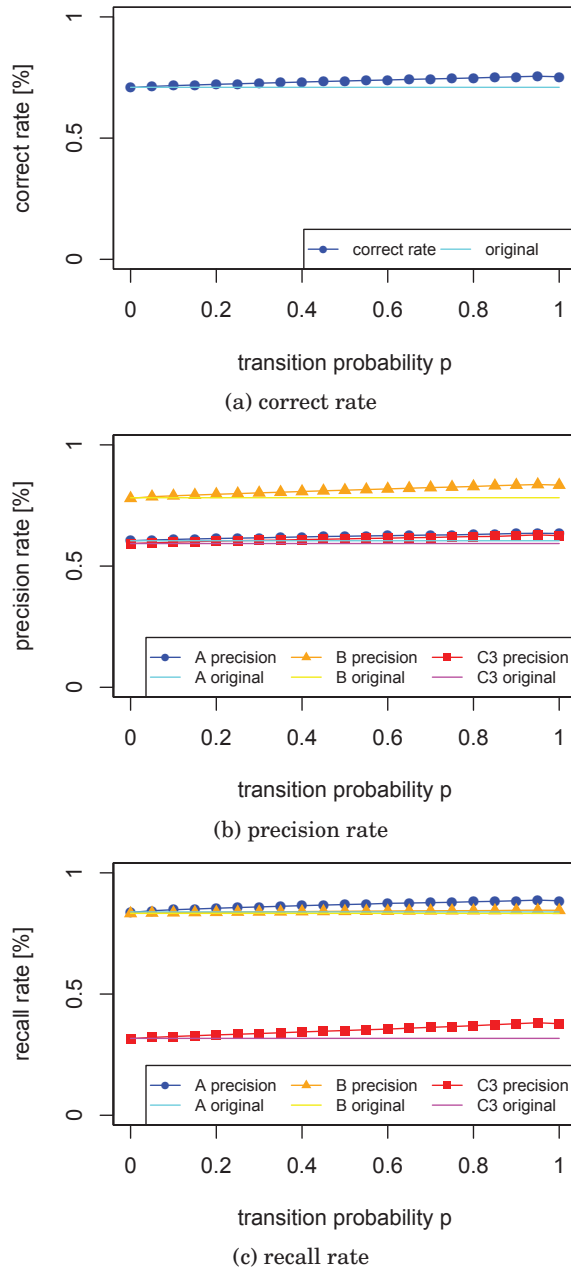 1
0.5
0
correct rate [%]
correct rate original
0 0.2 0.4 0.6 0.8 1
transition probability p
(a) correct rate
1
0.5
0
precision rate [%]
A precision B precision C3 precision
A original B original C3 original
0 0.2 0.4 0.6 0.8 1
transition probability p
(b) precision rate
1
0.5
0
recall rate [%]
A precision B precision C3 precision
A original B original C3 original
0 0.2 0.4 0.6 0.8 1
transition probability p
(c) recall rate